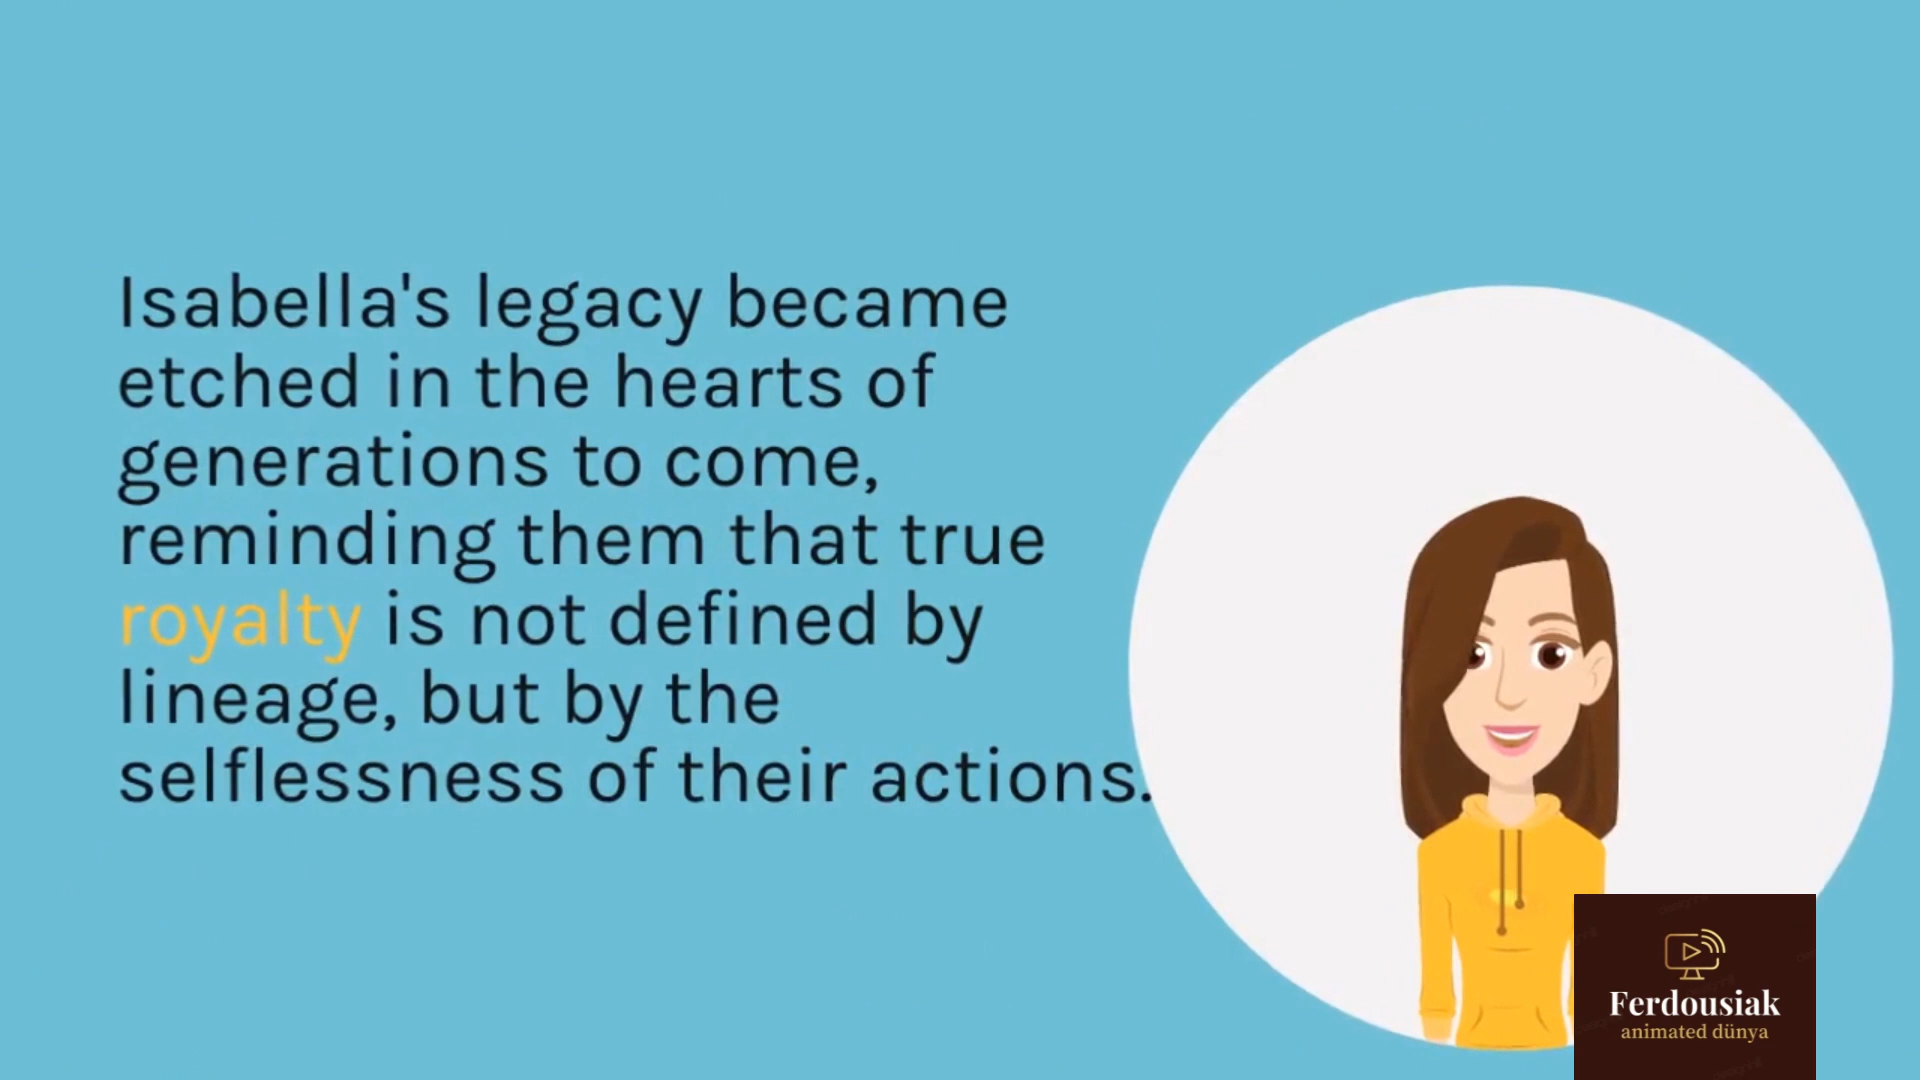 Isabella's legacy became
etched in the hearts of
generations to come,
reminding them that true
royalty is not defined by
lineage, but by the
selflessness of their actions.
Ferdousiak
animated dünya